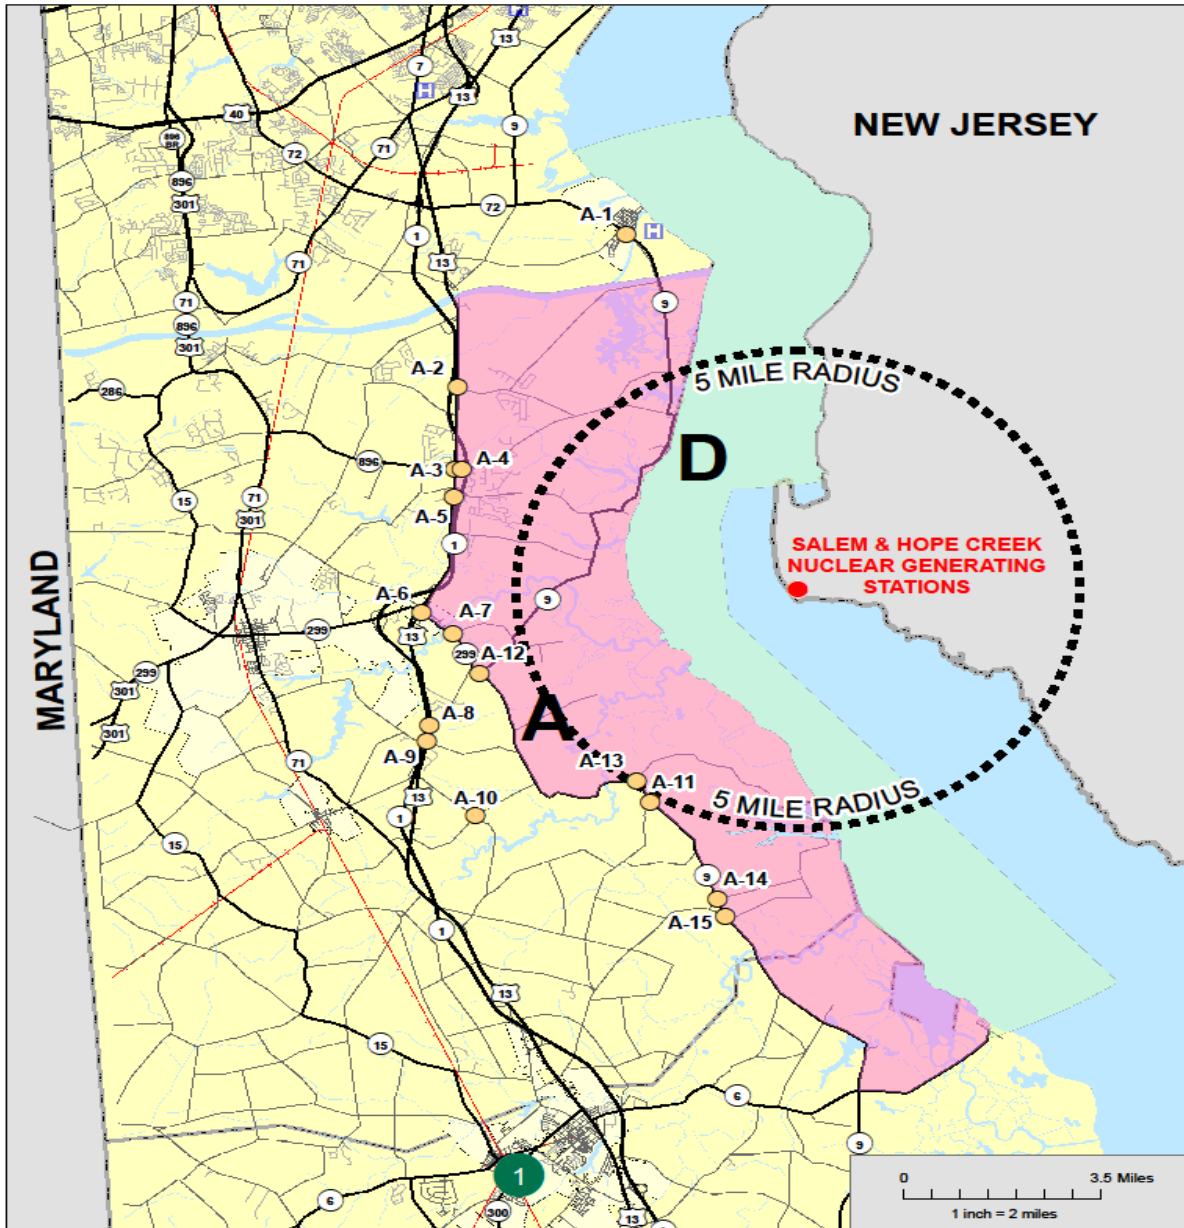 H
13
7
H
13
40
9
896
BR
71
72
896
301
72
NEW JERSEY
A-1
H
1
13
71
71
9
896
301
A-2
5 MILE RADIUS
286
D
896
A-3
A-4
15
71
301
A-5
1
SALEM & HOPE CREEK
NUCLEAR GENERATING
STATIONS
MARYLAND
A-6
A-7
9
299
13
299
A-12
299
301
A-8
A
301
A-9
71
A-13
A-11
13
5 MILE RADIUS
A-10
1
15
9
A-14
A-15
1
13
15
6
9
1
6
300
13
0
3.5 Miles
1 inch = 2 miles